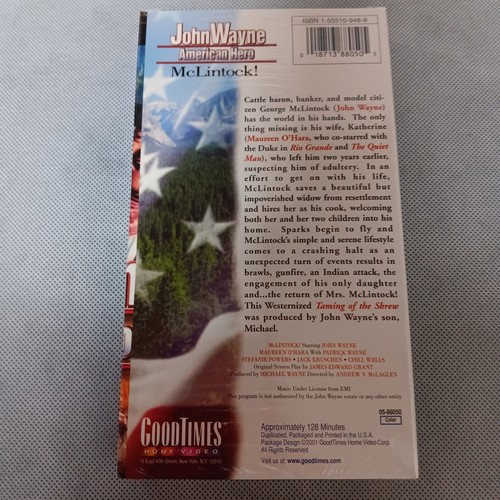 John Wayne
American Hero
McLintock!
ISBN 1-55510-948-9
0 18713 88050 5
Cattle baron, banker, and model citi-
zen George McLintock (John Wayne)
has the world in his hands. The only
thing missing is his wife, Katherine
(Maureen O'Hara, who co-starred with
the Duke in Rio Grande and The Quiet
Man), who left him two years earlier,
suspecting him of adultery. In an
effort to get on with his life,
McLintock saves a beautiful but
impoverished widow from resettlement
and hires her as his cook, welcoming
both her and her two children into his
home. Sparks begin to fly and
McLintock's simple and serene lifestyle
comes to a crashing halt as an
unexpected turn of events results in
brawls, gunfire, an Indian attack, the
engagement of his only daughter
and...the return of Mrs. McLintock!
This Westernized Taming of the Shrew
was produced by John Wayne's son,
Michael.
McLINTOCK! Starring JOHN WAYNE
MAUREEN O'HARA With PATRICK WAYNE
STEFANIE POWERS • JACK KRUSCHEN • CHILL WILLS
Original Screen Play by JAMES EDWARD GRANT
Produced by MICHAEL WAYNE Directed by ANDREW V. McLAGLEN
Music Under License from EMI
This program is not authorized by the John Wayne estate or any other entity
05-88050
Color
GOODTIMES
HOME VIDEO
16 East 40th Street, New York, N.Y. 10016
Approximately 128 Minutes
Duplicated, Packaged and Printed in the U.S.A.
Package Design ©2001 GoodTimes Home Video Corp.
Visit us at: www.goodtimes.com